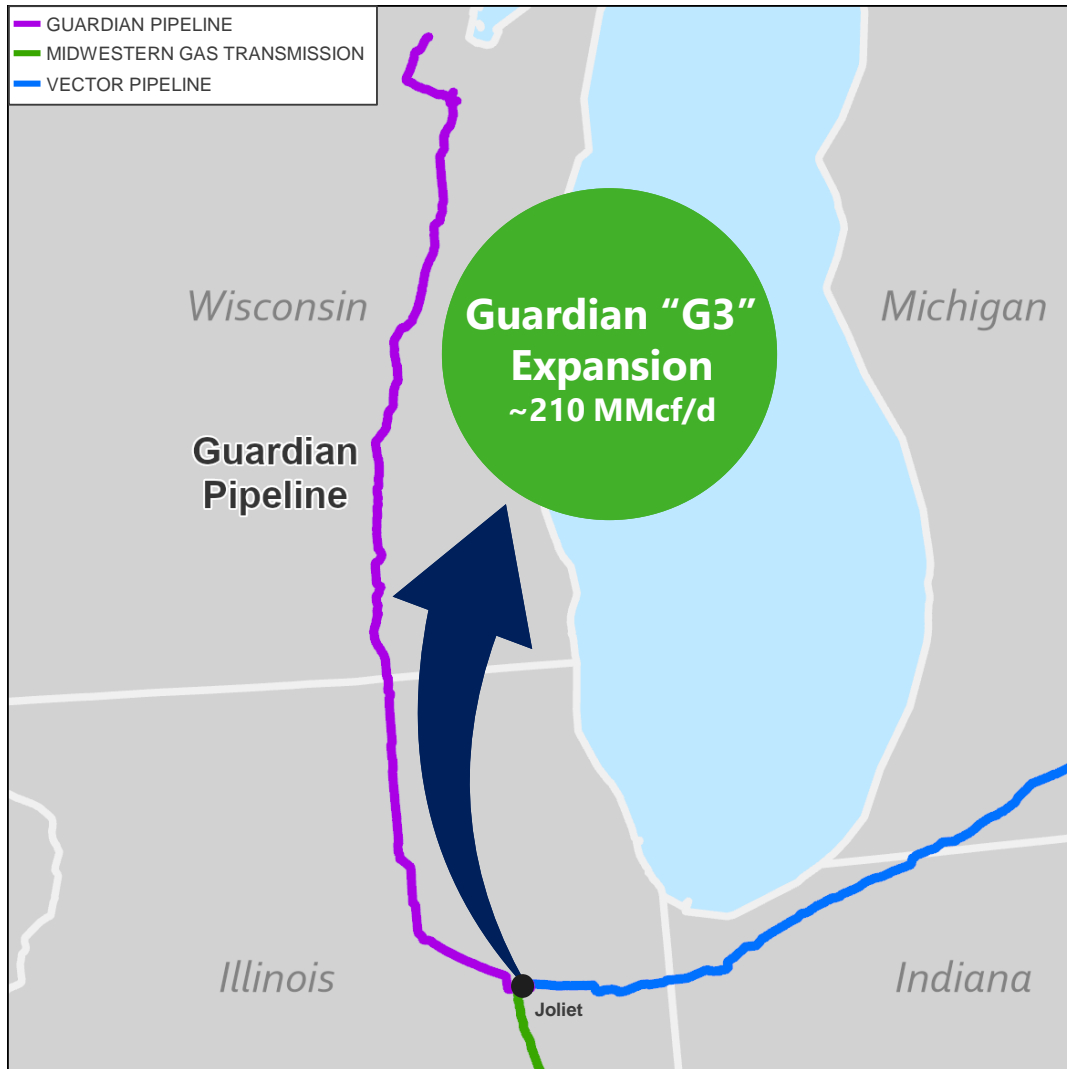 GUARDIAN PIPELINE
MIDWESTERN GAS TRANSMISSION
VECTOR PIPELINE
Wisconsin
Guardian “G3”
Expansion
~210 MMcf/d
Michigan
Guardian
Pipeline
Illinois
Joliet
Indiana